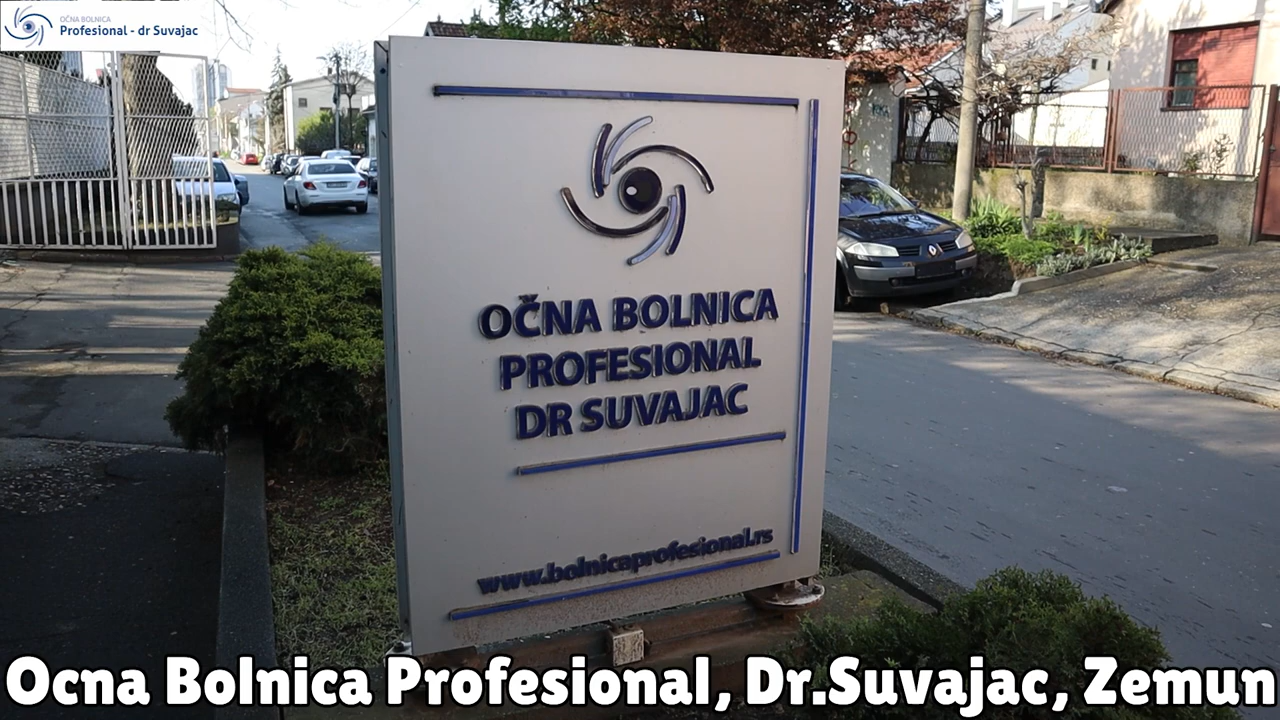 OČNA BOLNICA
Profesional - dr Suvajac
OČNA BOLNICA
PROFESIONAL
DR SUVAJAC
www.bolnicaprofesional.rs
Ocna Bolnica Profesional, Dr.Suvajac, Zemun